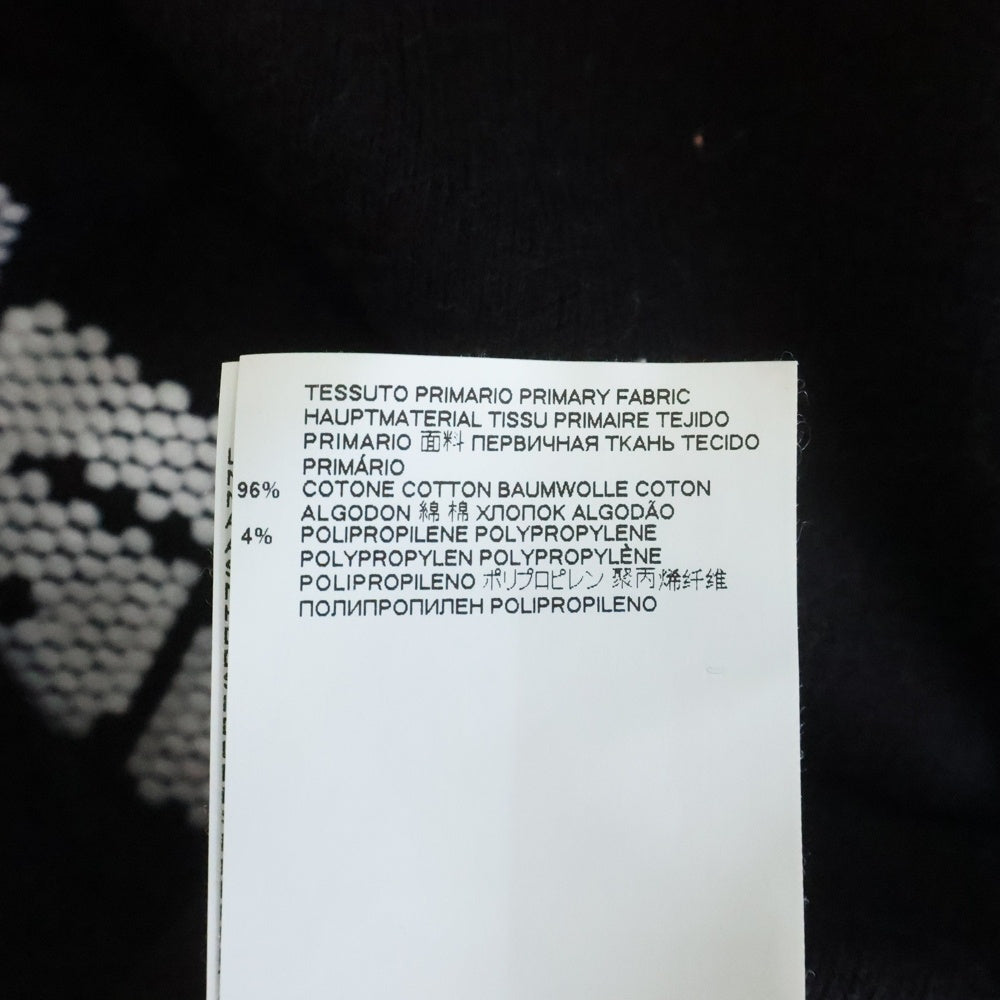 TESSUTO PRIMARIO PRIMARY FABRIC
HAUPTMATERIAL TISSU PRIMAIRE TEJIDO
PRIMARIO 面料 ПЕРВИЧНАЯ ТКАНЬ TECIDO
PRIMÁRIO
96% COTONE COTTON BAUMWOLLE COTON
ALGODON 綿 棉 ХЛОПОК ALGODÃO
4% POLIPROPILENE POLYPROPYLENE
POLYPROPYLEN POLYPROPYLÈNE
POLIPROPILENO ポリプロピレン 聚丙烯纤维
ПОЛИПРОПИЛЕН POLIPROPILENO